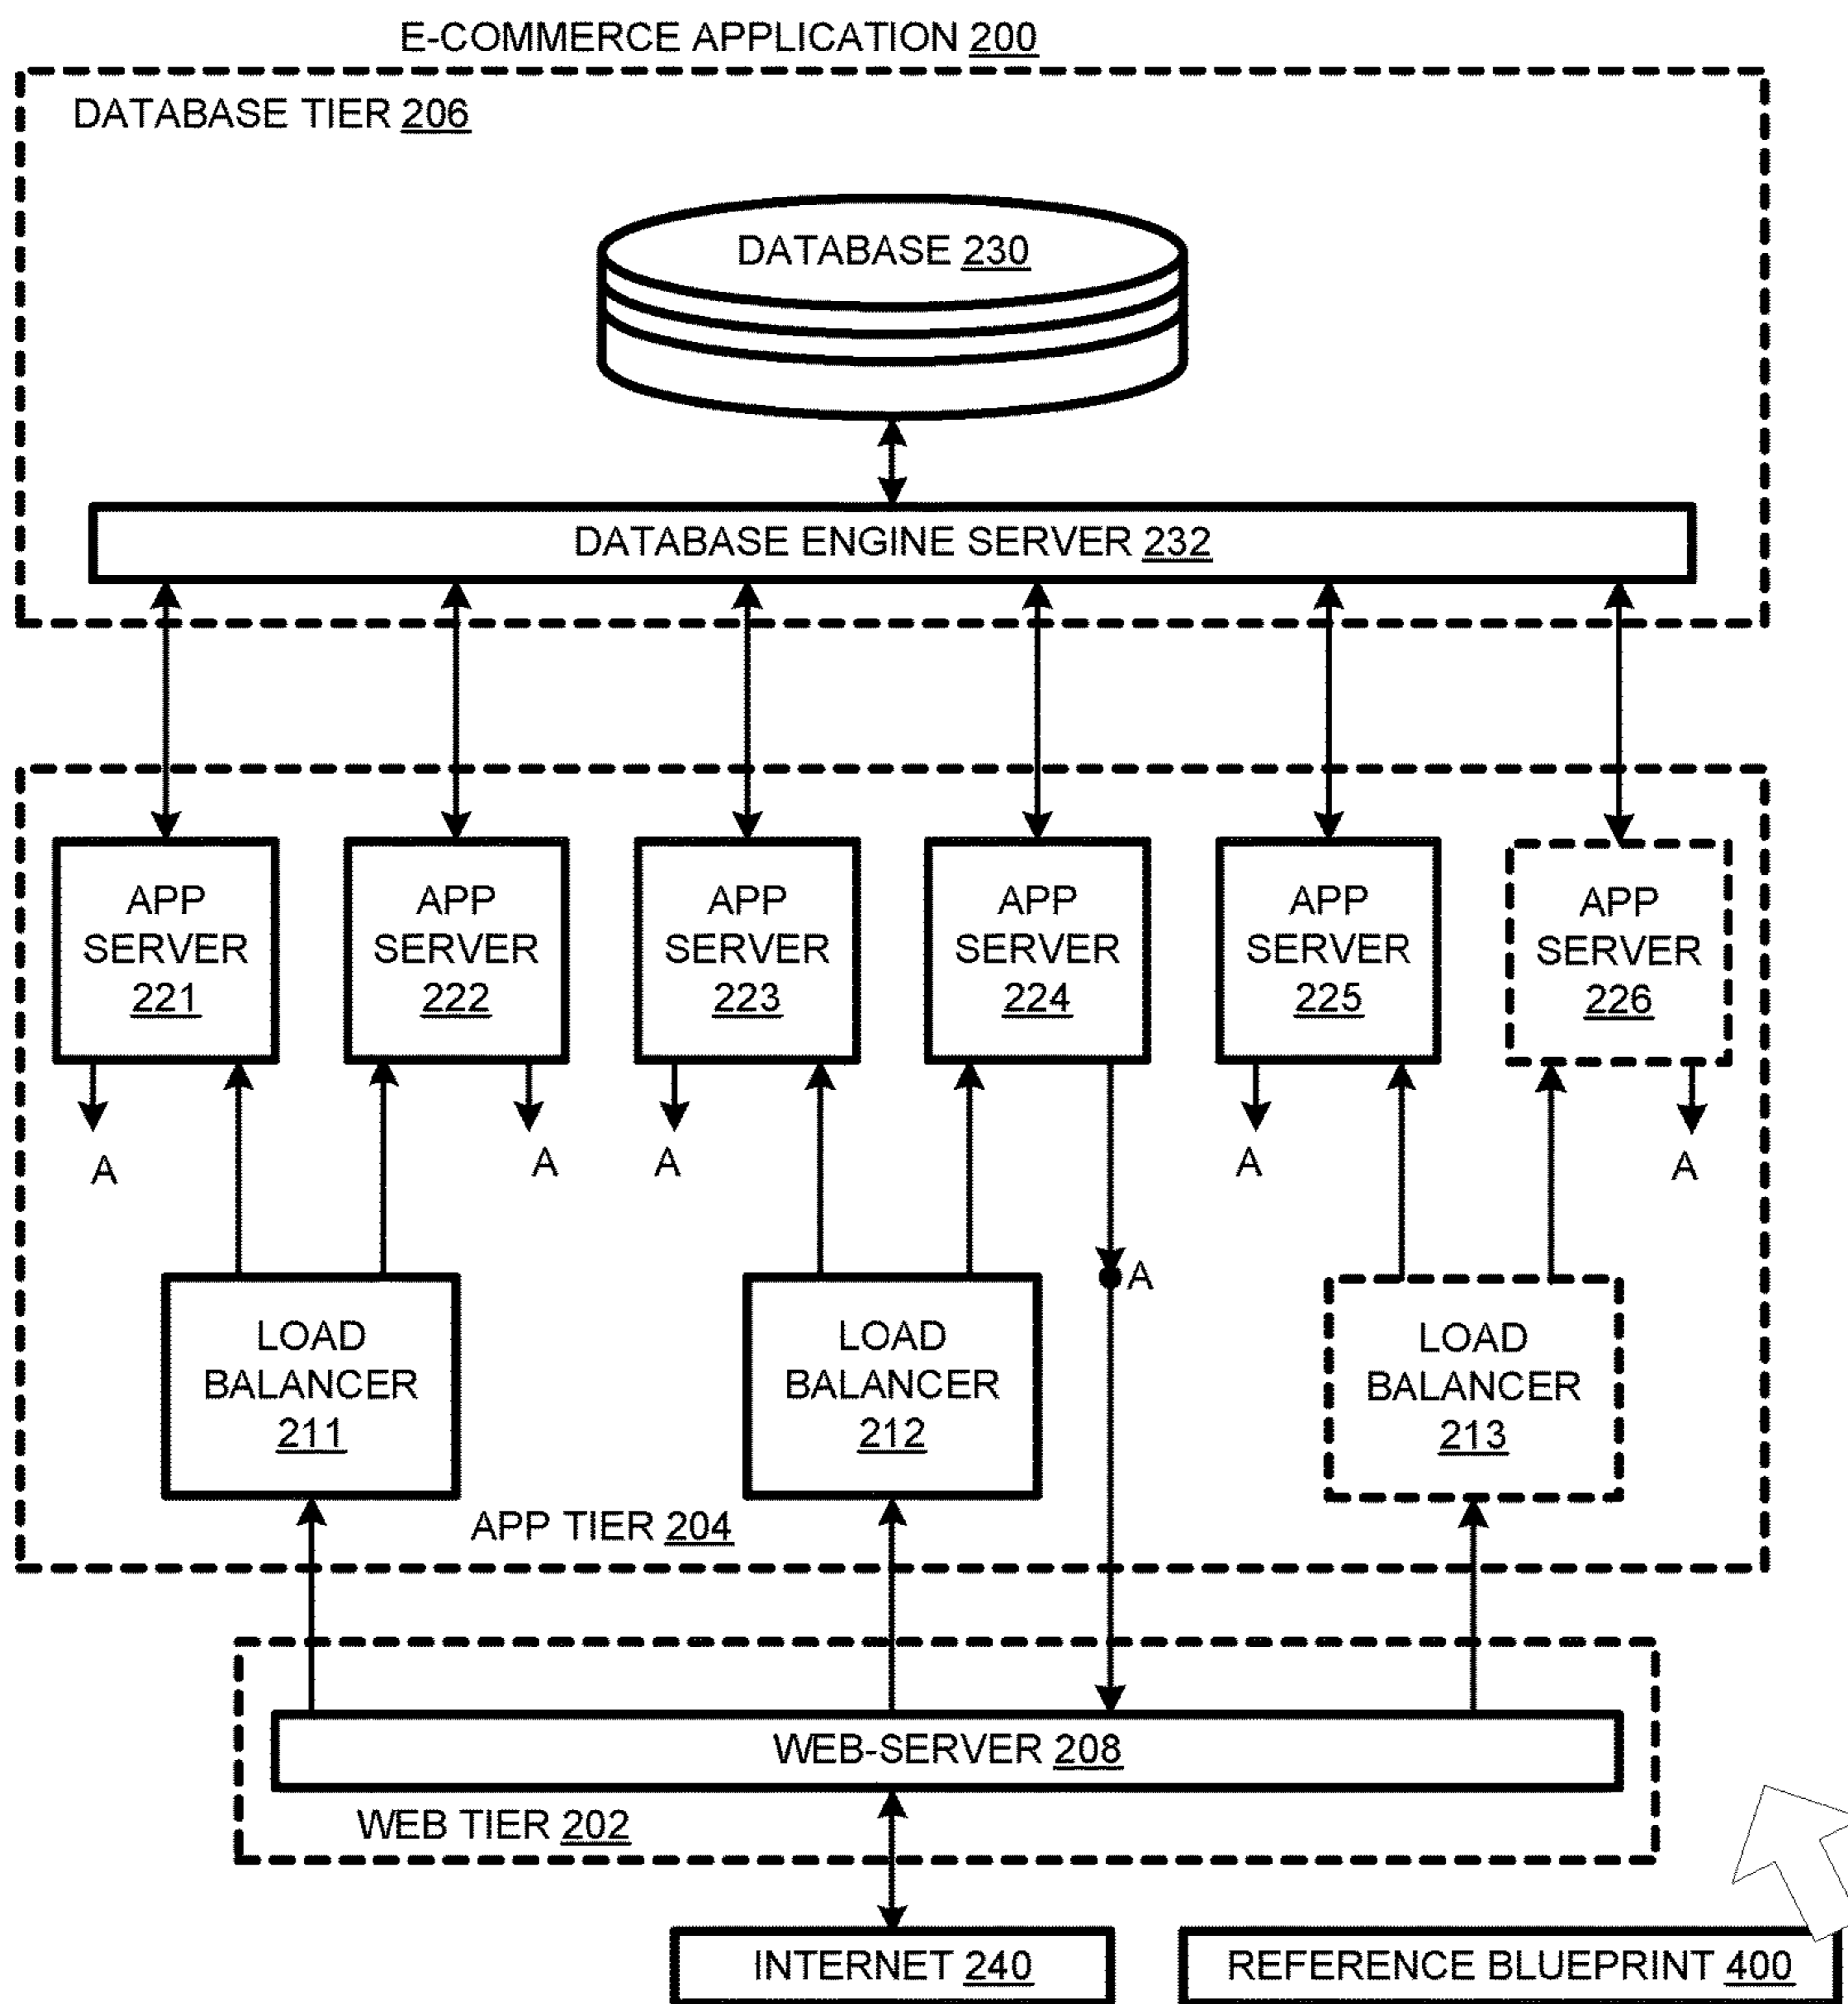 E-COMMERCE APPLICATION 200
DATABASE TIER 206
DATABASE 230
DATABASE ENGINE SERVER 232
APP
SERVER
221
APP
SERVER
222
APP
SERVER
223
APP
SERVER
224
APP
SERVER
225
APP
SERVER
226
A
A
A
A
A
A
LOAD
BALANCER
211
LOAD
BALANCER
212
LOAD
BALANCER
213
APP TIER 204
WEB-SERVER 208
WEB TIER 202
INTERNET 240
REFERENCE BLUEPRINT 400